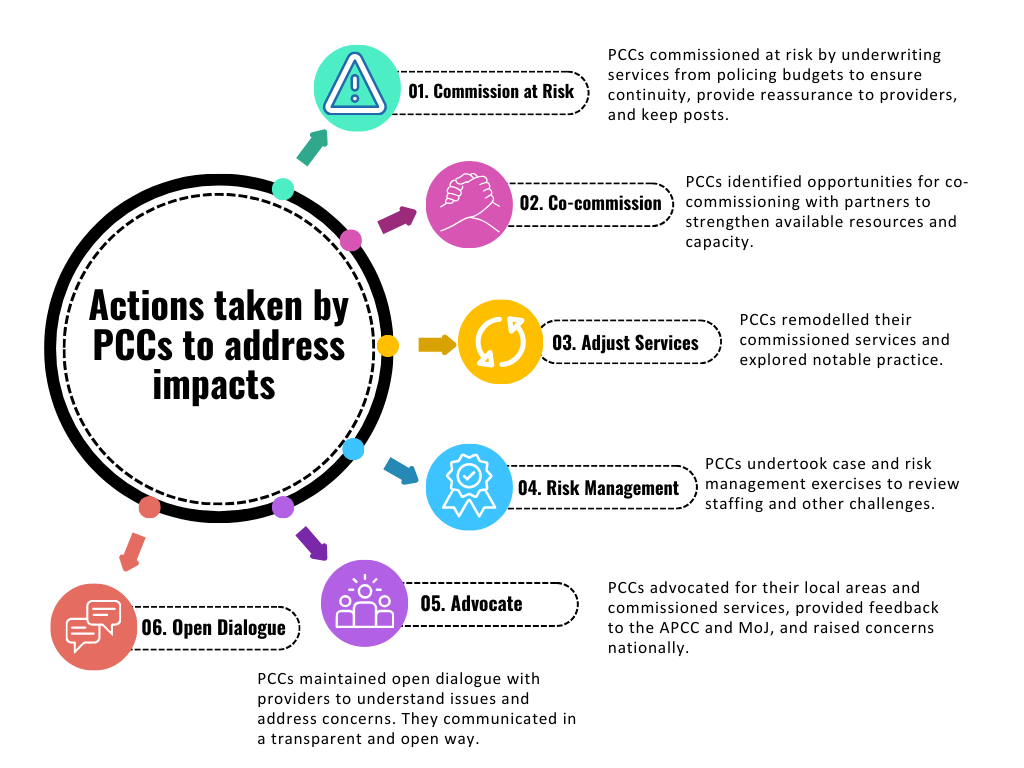 Actions taken by
PCCs to address
impacts
01. Commission at Risk
PCCs commissioned at risk by underwriting
services from policing budgets to ensure
continuity, provide reassurance to providers,
and keep posts.
02. Co-commission
PCCs identified opportunities for co-
commissioning with partners to
strengthen available resources and
capacity.
03. Adjust Services
PCCs remodelled their
commissioned services and
explored notable practice.
04. Risk Management
PCCs undertook case and risk
management exercises to review
staffing and other challenges.
05. Advocate
PCCs advocated for their local areas and
commissioned services, provided feedback
to the APCC and MoJ, and raised concerns
nationally.
06. Open Dialogue
PCCs maintained open dialogue with
providers to understand issues and
address concerns. They communicated in
a transparent and open way.